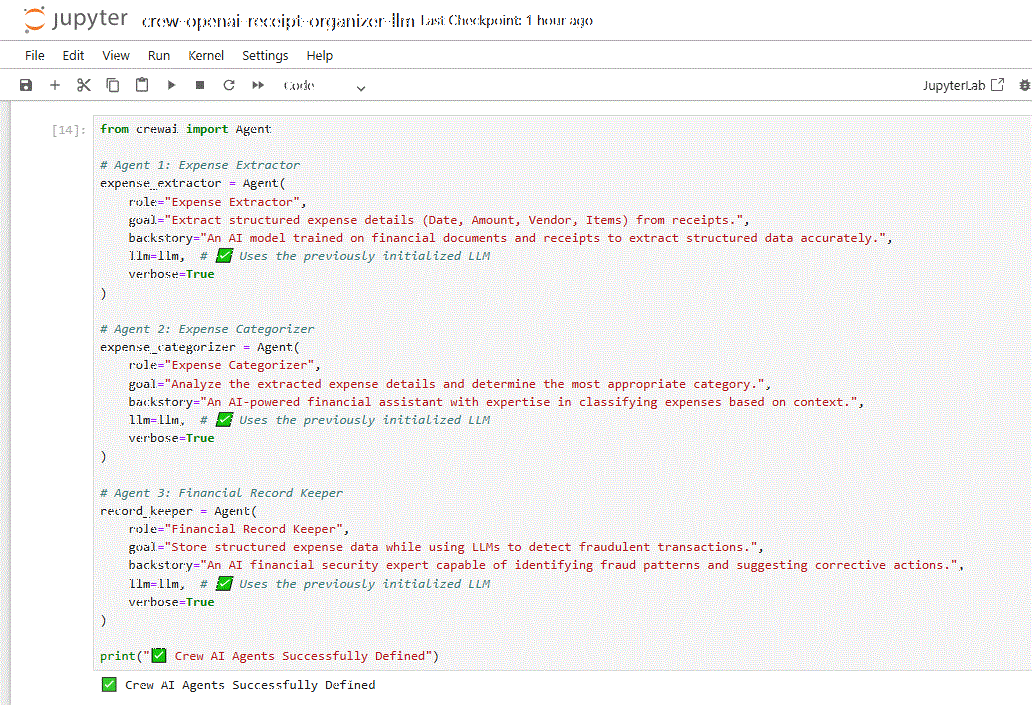 jupyter crew-openai-receipt-organizer-llm Last Checkpoint: 1 hour ago
File Edit View Run Kernel Settings Help
Code JupyterLab
[14]: from crewai import Agent
# Agent 1: Expense Extractor
expense_extractor = Agent(
    role="Expense Extractor",
    goal="Extract structured expense details (Date, Amount, Vendor, Items) from receipts.",
    backstory="An AI model trained on financial documents and receipts to extract structured data accurately.",
    llm=llm,  # ✅ Uses the previously initialized LLM
    verbose=True
)
# Agent 2: Expense Categorizer
expense_categorizer = Agent(
    role="Expense Categorizer",
    goal="Analyze the extracted expense details and determine the most appropriate category.",
    backstory="An AI-powered financial assistant with expertise in classifying expenses based on context.",
    llm=llm,  # ✅ Uses the previously initialized LLM
    verbose=True
)
# Agent 3: Financial Record Keeper
record_keeper = Agent(
    role="Financial Record Keeper",
    goal="Store structured expense data while using LLMs to detect fraudulent transactions.",
    backstory="An AI financial security expert capable of identifying fraud patterns and suggesting corrective actions.",
    llm=llm,  # ✅ Uses the previously initialized LLM
    verbose=True
)
print("✅ Crew AI Agents Successfully Defined")
✅ Crew AI Agents Successfully Defined